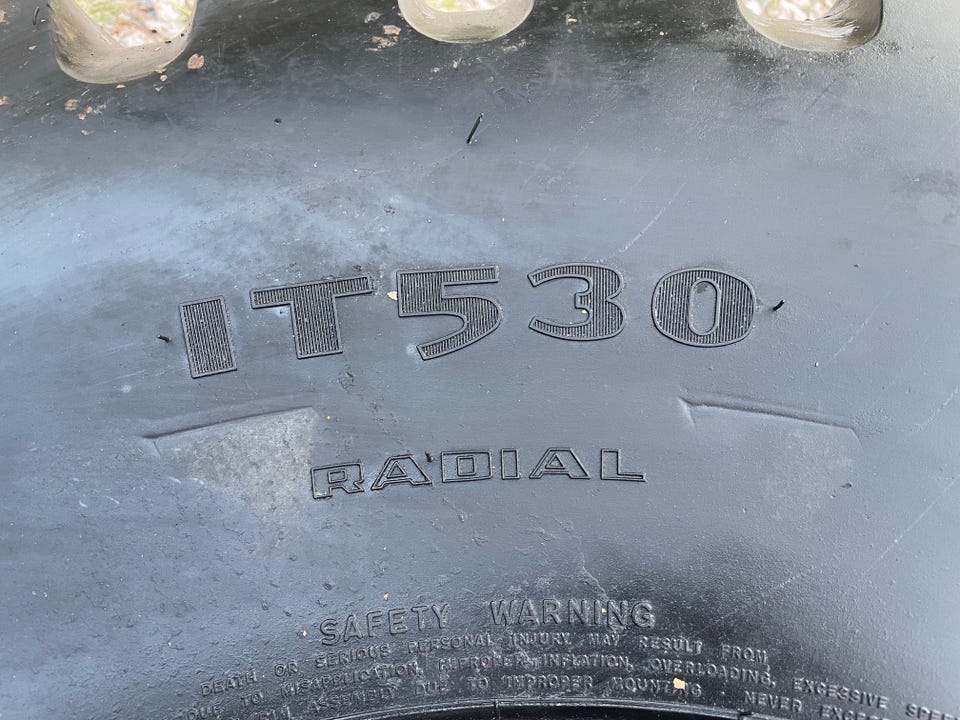 IT530
RADIAL
SAFETY WARNING
DEATH OR SERIOUS PERSONAL INJURY MAY RESULT FROM
DUE TO MISAPPLICATION, IMPROPER INFLATION, OVERLOADING, EXCESSIVE
ASSEMBLY DUE TO IMPROPER MOUNTING NEVER